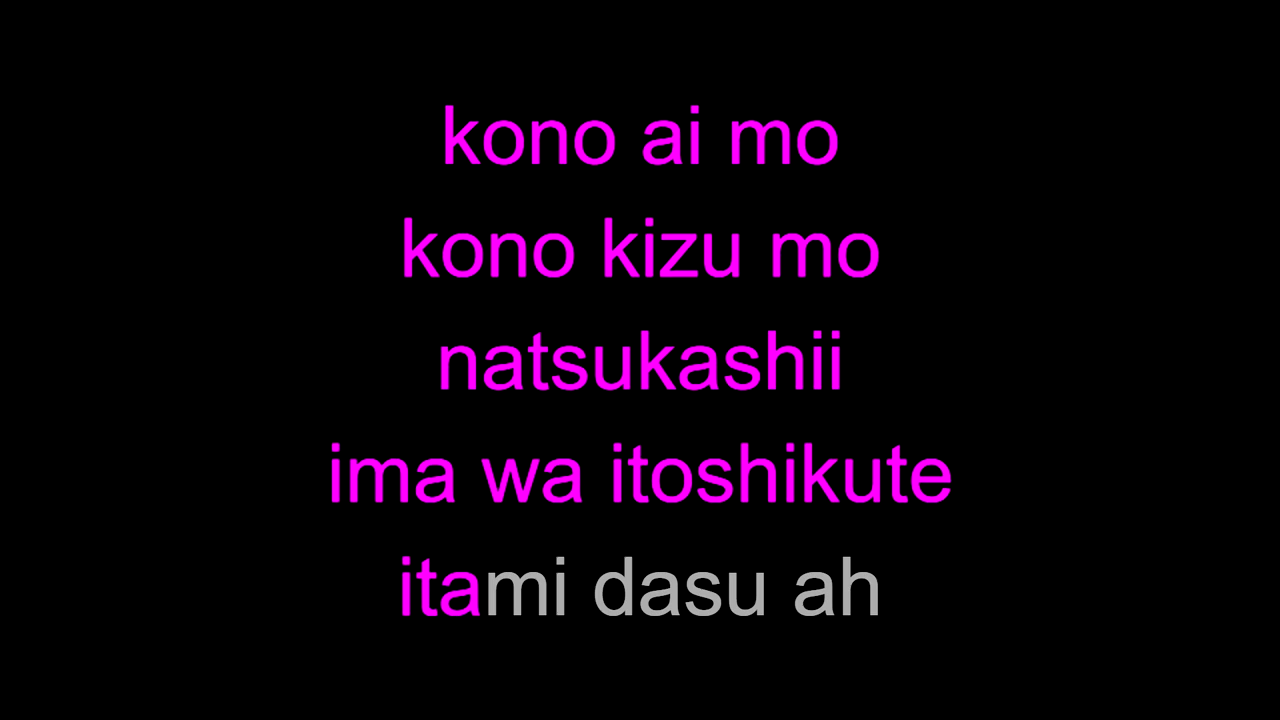 kono ai mo
kono kizu mo
natsukashii
ima wa itoshikute
itami dasu ah